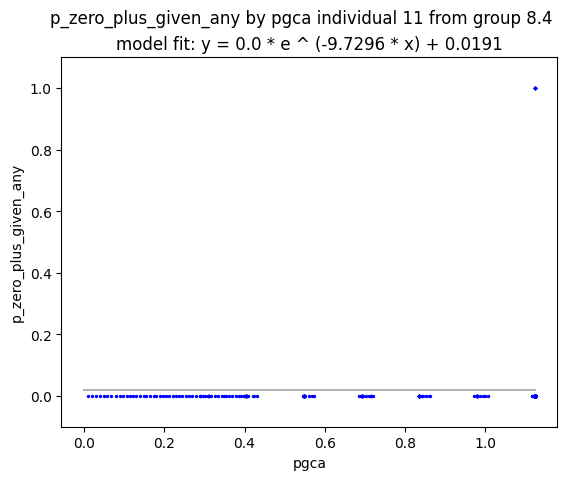 p_zero_plus_given_any by pgca individual 11 from group 8.4
model fit: y = 0.0 * e ^ (-9.7296 * x) + 0.0191
1.0
0.8
0.6
0.4
0.2
0.0
p_zero_plus_given_any
0.0 0.2 0.4 0.6 0.8 1.0
pgca